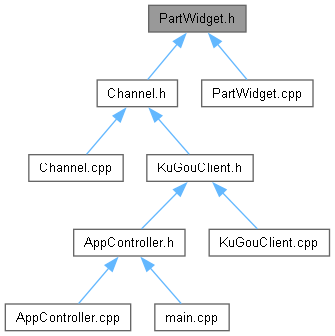 PartWidget.h
Channel.h
PartWidget.cpp
Channel.cpp
KuGouClient.h
AppController.h
KuGouClient.cpp
AppController.cpp
main.cpp